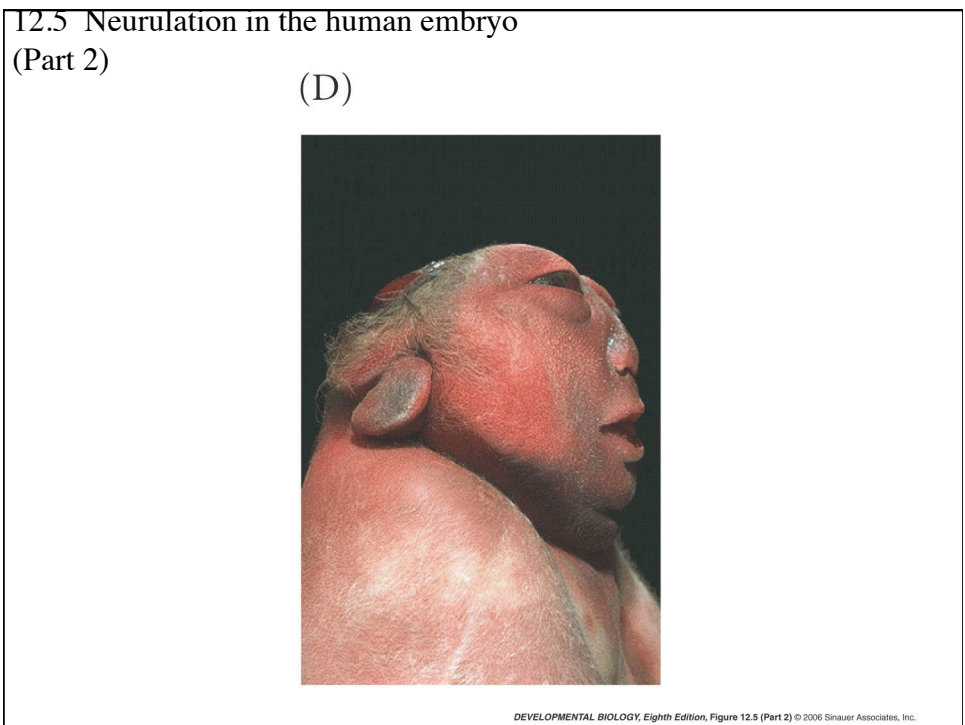 12.5 Neurulation in the human embryo
(Part 2)
(D)
DEVELOPMENTAL BIOLOGY, Eighth Edition, Figure 12.5 (Part 2) © 2006 Sinauer Associates, Inc.